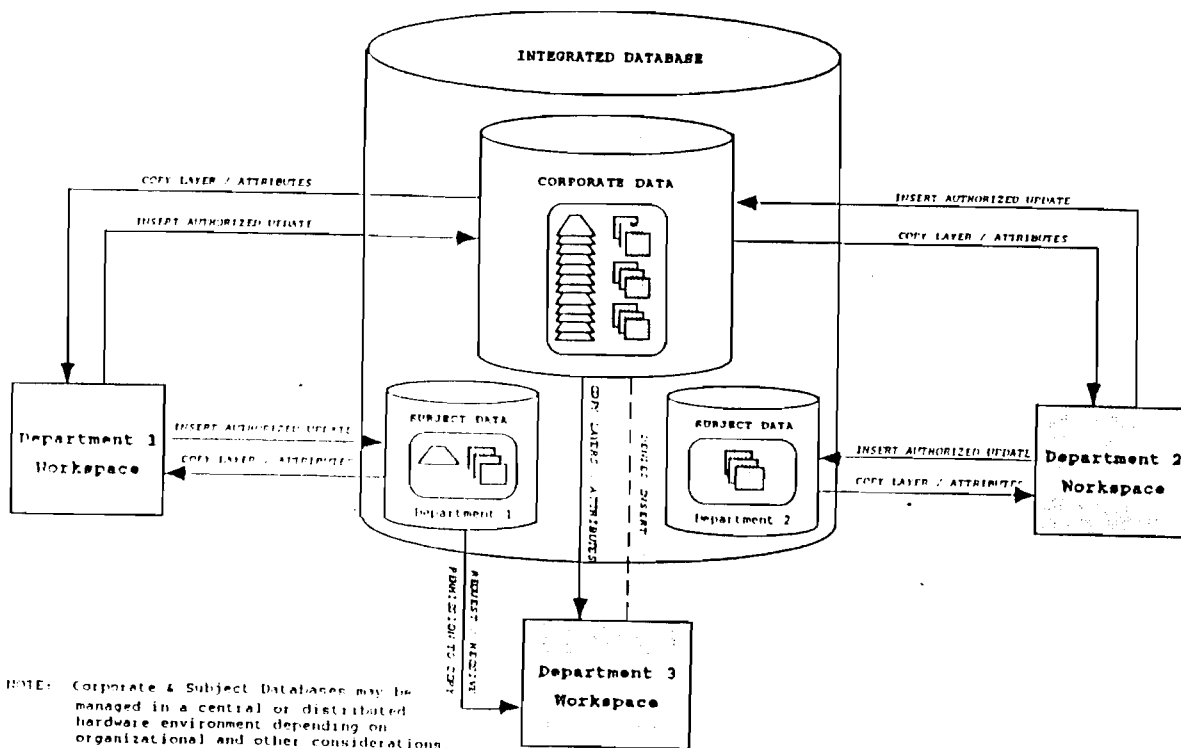 INTEGRATED DATABASE
CORPORATE DATA
COPY LAYER / ATTRIBUTES
INSERT AUTHORIZED UPDATE
INSERT AUTHORIZED UPDATE
COPY LAYER / ATTRIBUTES
Department 1
Workspace
INSERT AUTHORIZED UPDATE
COPY LAYER / ATTRIBUTES
SUBJECT DATA
Department 1
SUBJECT DATA
Department 2
INSERT AUTHORIZED UPDATE
COPY LAYER / ATTRIBUTES
Department 2
Workspace
COPY LAYERS / ATTRIBUTES
REQUEST / RECEIVE
PERMISSION TO COPY
Department 3
Workspace
NOTE: Corporate & Subject Databases may be
managed in a central or distributed
hardware environment depending on
organizational and other considerations